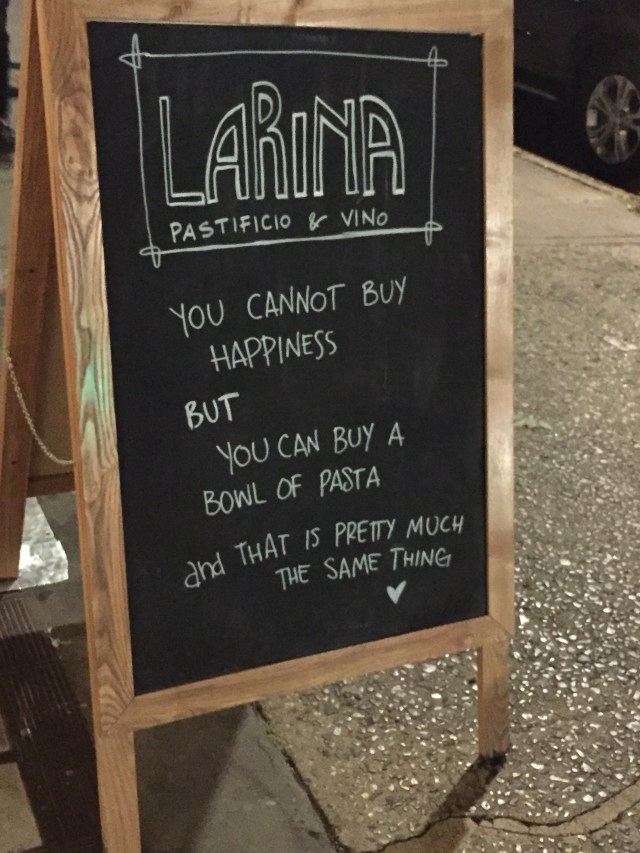 LARINA
PASTIFICIO & VINO
YOU CANNOT BUY
HAPPINESS
BUT
YOU CAN BUY A
BOWL OF PASTA
and THAT IS PRETTY MUCH
THE SAME THING